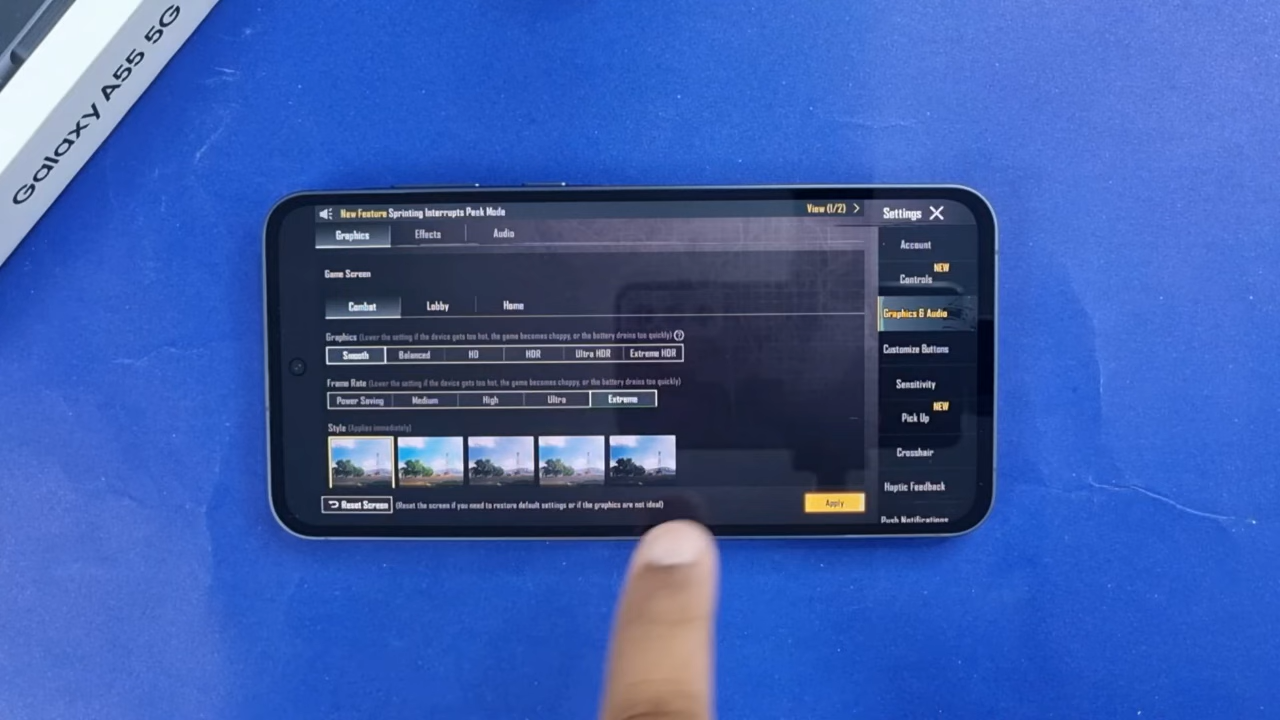 Galaxy A55 5G
New Feature Sprinting Interrupts Peek Mode
View (1/2) >
Settings X
Graphics Effects Audio
Account
NEW
Controls
Game Screen
Combat Lobby Home
Graphics & Audio
Graphics (Lower the setting if the device gets too hot, the game becomes choppy, or the battery drains too quickly) ?
Smooth Balanced HD HDR Ultra HDR Extreme HDR
Customize Buttons
Frame Rate (Lower the setting if the device gets too hot, the game becomes choppy, or the battery drains too quickly)
Power Saving Medium High Ultra Extreme
Sensitivity
NEW
Pick Up
Style (Applies immediately)
Crosshair
Haptic Feedback
Reset Screen (Reset the screen if you need to restore default settings or if the graphics are not ideal)
Apply
Push Notifications